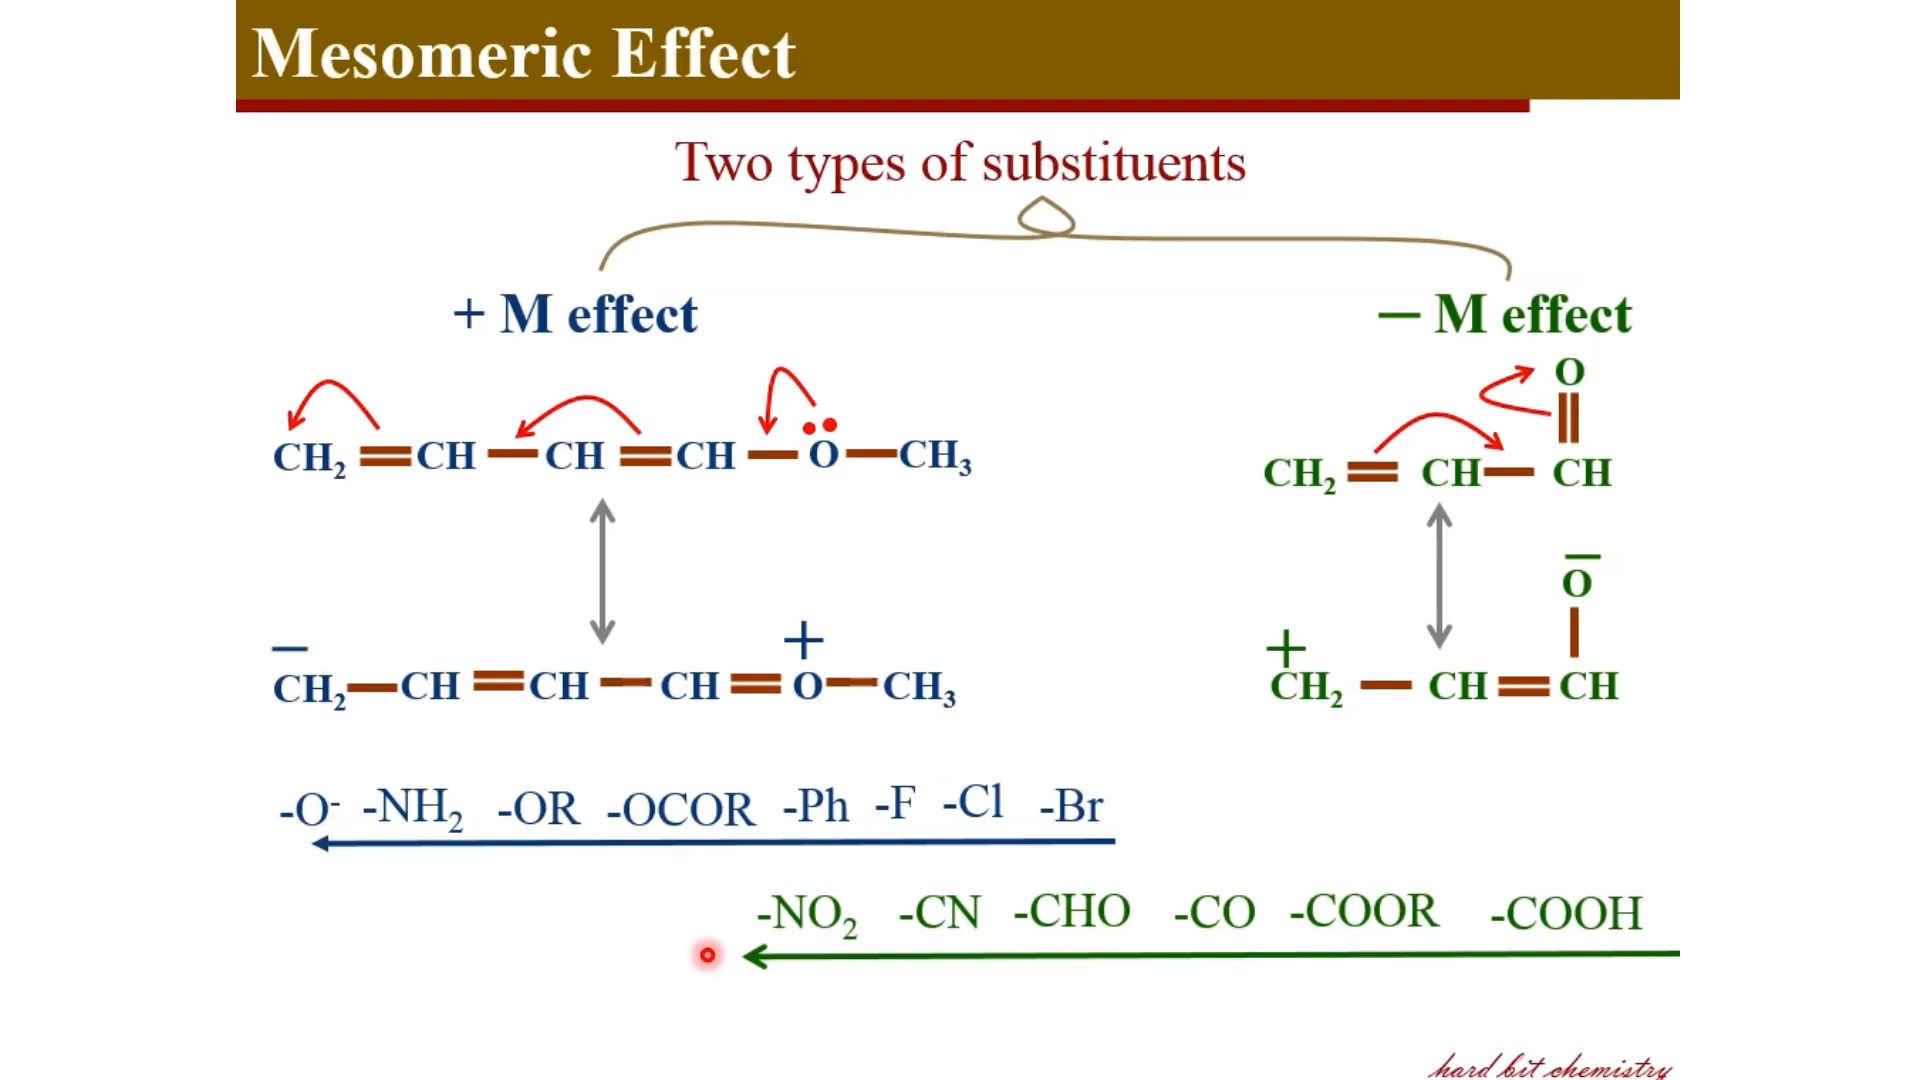 Mesomeric Effect
Two types of substituents
+ M effect
— M effect
O
CH₂ = CH — CH = CH — O — CH₃
CH₂ = CH — CH
—
O
— +
+
CH₂ — CH = CH — CH = O — CH₃
CH₂ — CH = CH
-O⁻ -NH₂ -OR -OCOR -Ph -F -Cl -Br
-NO₂ -CN -CHO -CO -COOR -COOH
hard bit chemistry